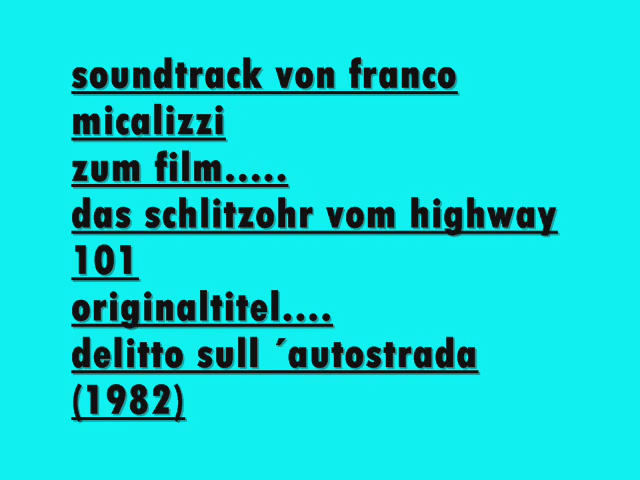 soundtrack von franco
micalizzi
zum film.....
das schlitzohr vom highway
101
originaltitel....
delitto sull ´autostrada
(1982)